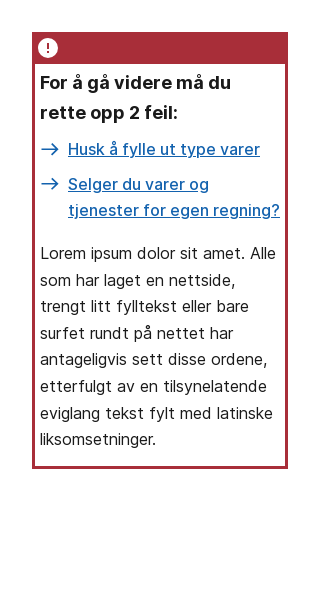 For å gå videre må du
rette opp 2 feil:
Husk å fylle ut type varer
Selger du varer og
tjenester for egen regning?
Lorem ipsum dolor sit amet. Alle
som har laget en nettside,
trengt litt fylltekst eller bare
surfet rundt på nettet har
antageligvis sett disse ordene,
etterfulgt av en tilsynelatende
eviglang tekst fylt med latinske
liksomsetninger.